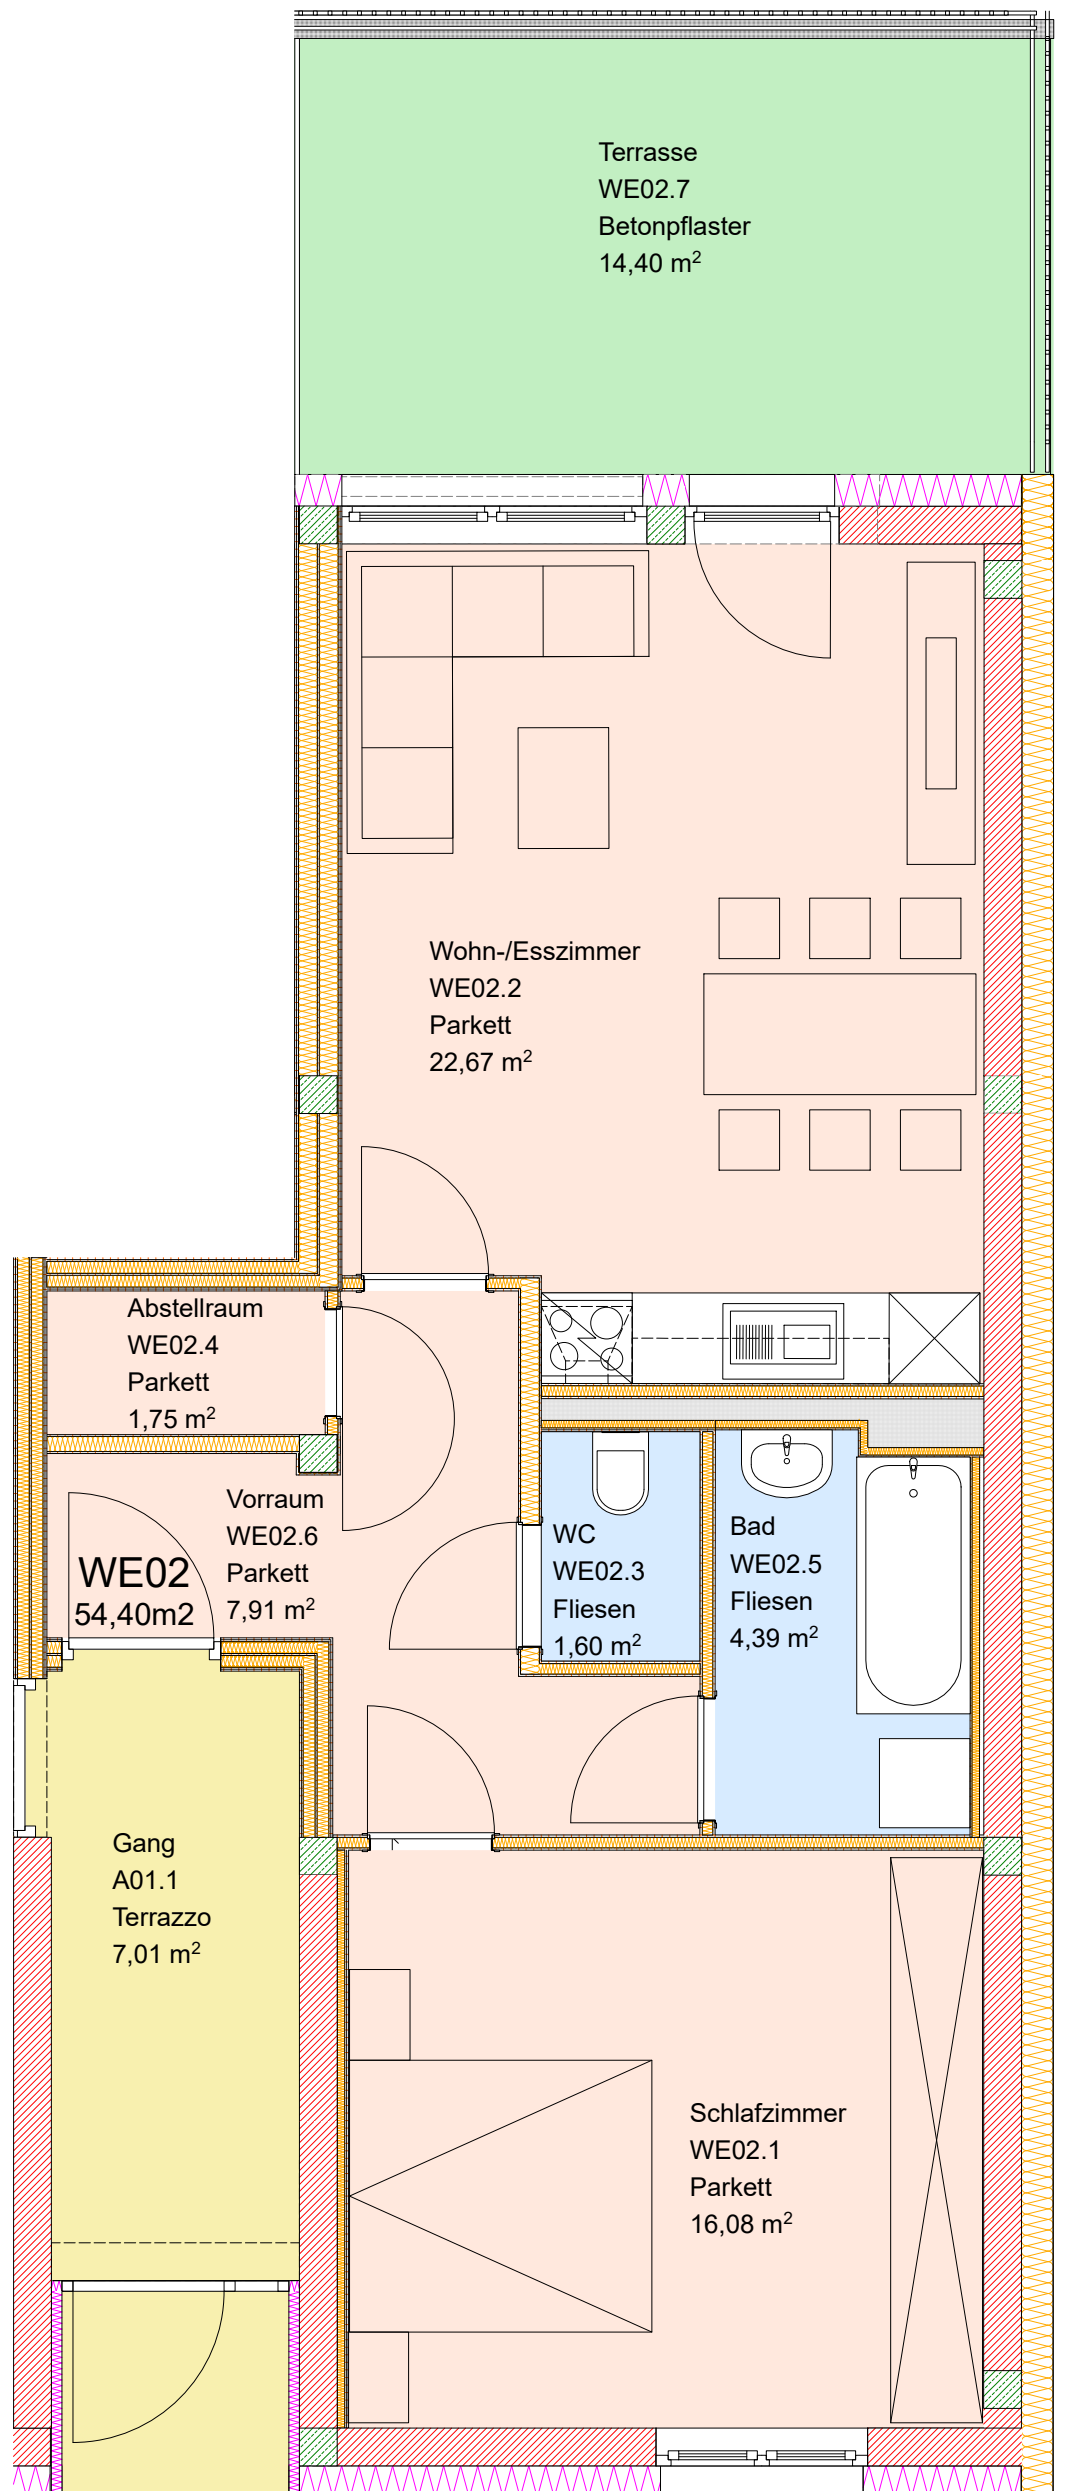 Terrasse
WE02.7
Betonpflaster
14,40 m²
Wohn-/Esszimmer
WE02.2
Parkett
22,67 m²
Abstellraum
WE02.4
Parkett
1,75 m²
Vorraum
WE02.6
Parkett
7,91 m²
WE02
54,40m2
WC
WE02.3
Fliesen
1,60 m²
Bad
WE02.5
Fliesen
4,39 m²
Gang
A01.1
Terrazzo
7,01 m²
Schlafzimmer
WE02.1
Parkett
16,08 m²